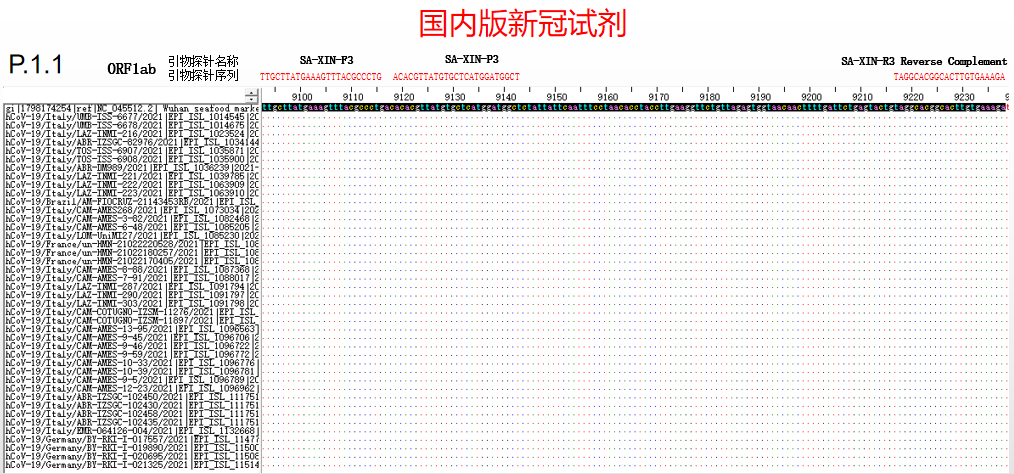 国内版新冠试剂
P.1.1
ORF1ab
引物探针名称 SA-XIN-F3 SA-XIN-P3 SA-XIN-R3 Reverse Complement
引物探针序列 TTGCTTATGAAAGTTTACGCCCTG ACACGTTATGTGCTCATGGATGGCT TAGGCACGGCACTTGTGAAAGA
9100 9110 9120 9130 9140 9150 9160 9170 9180 9190 9200 9210 9220 9230
gi|1798174254|ref|NC_045512.2| Wuhan seafood marke
hCoV-19/Italy/UMB-ISS-6677/2021|EPI_ISL_1014545|20
hCoV-19/Italy/UMB-ISS-6678/2021|EPI_ISL_1014675|20
hCoV-19/Italy/LAZ-INMI-216/2021|EPI_ISL_1023524|20
hCoV-19/Italy/ABR-IZSGC-82976/2021|EPI_ISL_1034144
hCoV-19/Italy/TOS-ISS-6907/2021|EPI_ISL_1035871|20
hCoV-19/Italy/TOS-ISS-6908/2021|EPI_ISL_1035900|20
hCoV-19/Italy/ABR-DM989/2021|EPI_ISL_1036239|2021-
hCoV-19/Italy/LAZ-INMI-221/2021|EPI_ISL_1039785|20
hCoV-19/Italy/LAZ-INMI-222/2021|EPI_ISL_1063909|20
hCoV-19/Italy/LAZ-INMI-223/2021|EPI_ISL_1063910|20
hCoV-19/Brazil/AM-FIOCRUZ-21143453RB/2021|EPI_ISL_
hCoV-19/Italy/CAM-AMES268/2021|EPI_ISL_1073034|202
hCoV-19/Italy/CAM-AMES-3-82/2021|EPI_ISL_1082468|2
hCoV-19/Italy/CAM-AMES-6-48/2021|EPI_ISL_1085205|2
hCoV-19/Italy/LOM-UniMI27/2021|EPI_ISL_1085230|202
hCoV-19/France/un-HMN-21022220528/2021|EPI_ISL_108
hCoV-19/France/un-HMN-21022180257/2021|EPI_ISL_108
hCoV-19/France/un-HMN-21022170405/2021|EPI_ISL_108
hCoV-19/Italy/CAM-AMES-8-88/2021|EPI_ISL_1087368|2
hCoV-19/Italy/CAM-AMES-7-91/2021|EPI_ISL_1088017|2
hCoV-19/Italy/LAZ-INMI-287/2021|EPI_ISL_1091794|20
hCoV-19/Italy/LAZ-INMI-290/2021|EPI_ISL_1091797|20
hCoV-19/Italy/LAZ-INMI-303/2021|EPI_ISL_1091798|20
hCoV-19/Italy/CAM-COTUGNO-IZSM-11276/2021|EPI_ISL_
hCoV-19/Italy/CAM-COTUGNO-IZSM-11897/2021|EPI_ISL_
hCoV-19/Italy/CAM-AMES-13-95/2021|EPI_ISL_1096563|
hCoV-19/Italy/CAM-AMES-9-45/2021|EPI_ISL_1096706|2
hCoV-19/Italy/CAM-AMES-9-46/2021|EPI_ISL_1096722|2
hCoV-19/Italy/CAM-AMES-9-59/2021|EPI_ISL_1096772|2
hCoV-19/Italy/CAM-AMES-10-33/2021|EPI_ISL_1096776|
hCoV-19/Italy/CAM-AMES-10-39/2021|EPI_ISL_1096781|
hCoV-19/Italy/CAM-AMES-9-5/2021|EPI_ISL_1096789|20
hCoV-19/Italy/CAM-AMES-12-23/2021|EPI_ISL_1096962|
hCoV-19/Italy/ABR-IZSGC-102450/2021|EPI_ISL_111751
hCoV-19/Italy/ABR-IZSGC-102430/2021|EPI_ISL_111751
hCoV-19/Italy/ABR-IZSGC-102458/2021|EPI_ISL_111751
hCoV-19/Italy/ABR-IZSGC-102435/2021|EPI_ISL_111751
hCoV-19/Italy/EMR-064126-004/2021|EPI_ISL_1132668|
hCoV-19/Germany/BY-RKI-I-017557/2021|EPI_ISL_1147?
hCoV-19/Germany/BY-RKI-I-019890/2021|EPI_ISL_11500
hCoV-19/Germany/BY-RKI-I-020695/2021|EPI_ISL_11508
hCoV-19/Germany/BY-RKI-I-021325/2021|EPI_ISL_11514